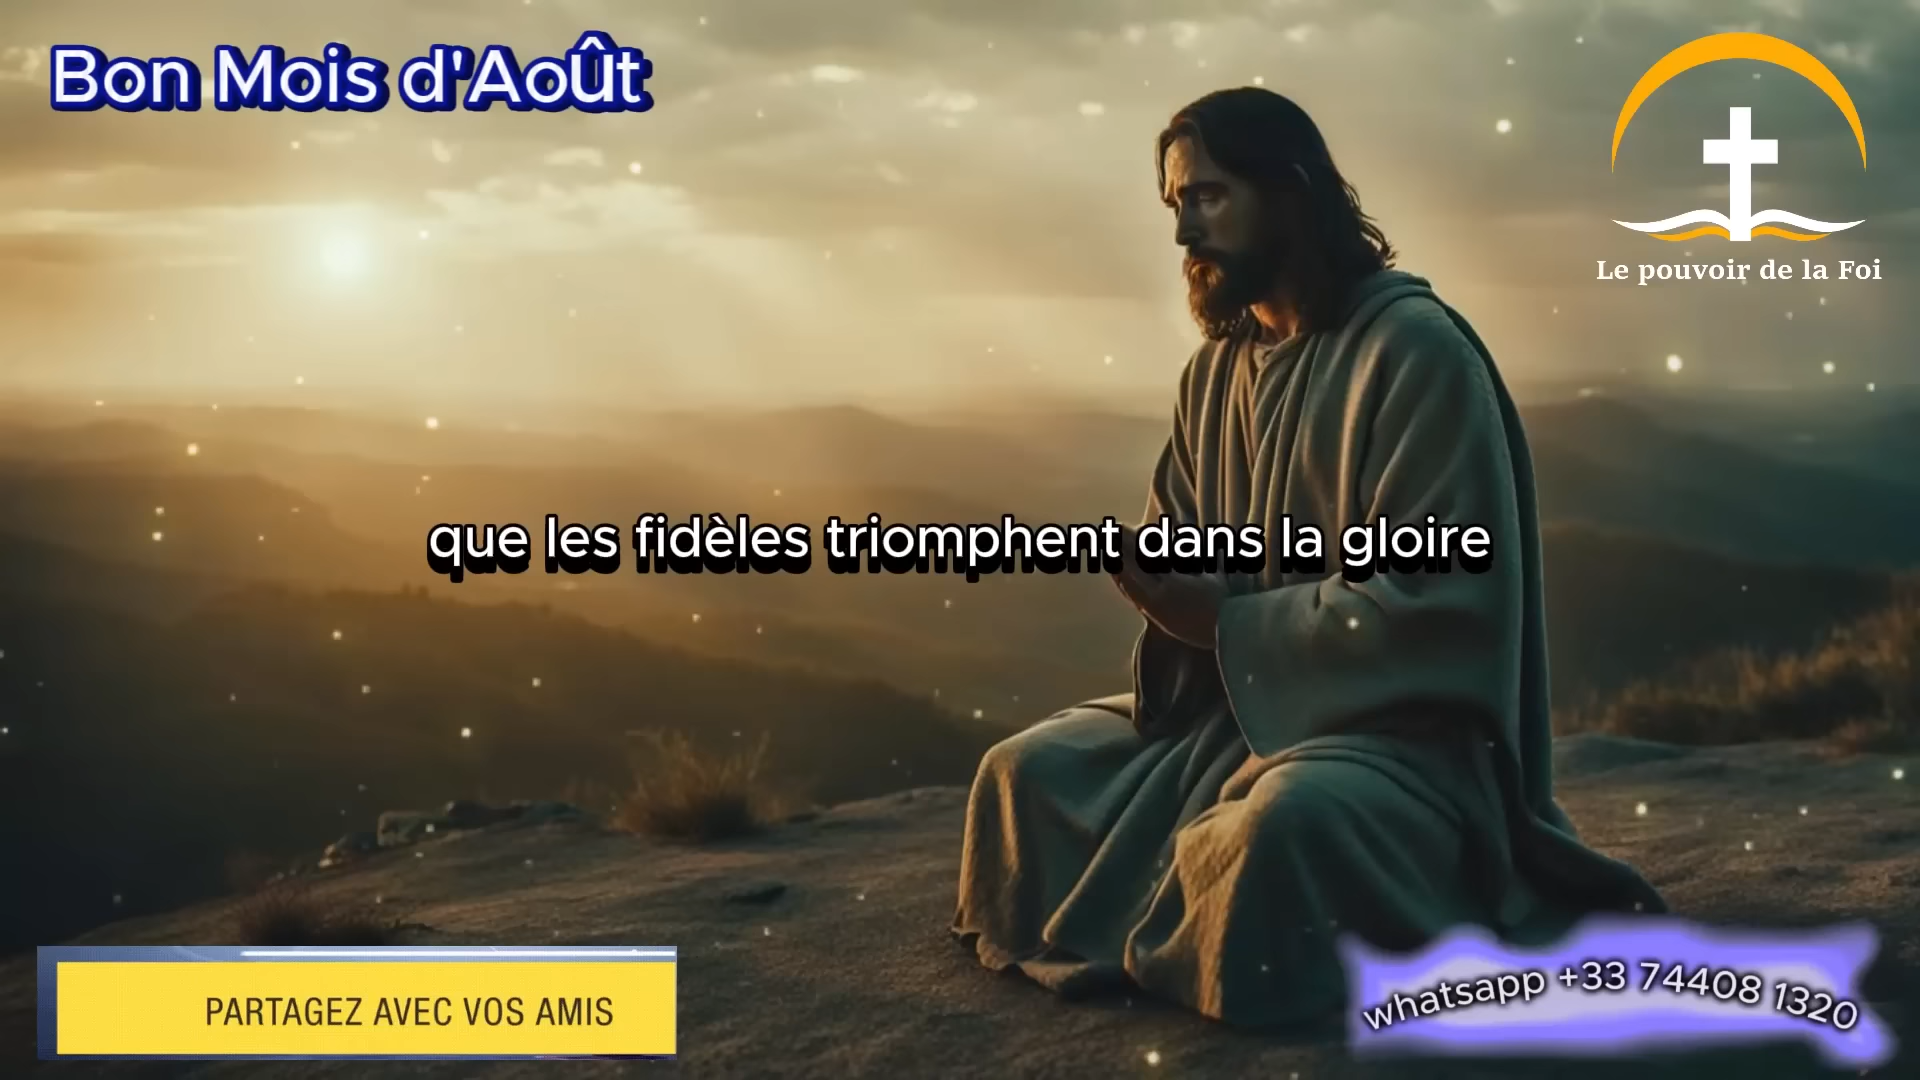 Bon Mois d'Août
Le pouvoir de la Foi
que les fidèles triomphent dans la gloire
PARTAGEZ AVEC VOS AMIS
whatsapp +33 74408 1320